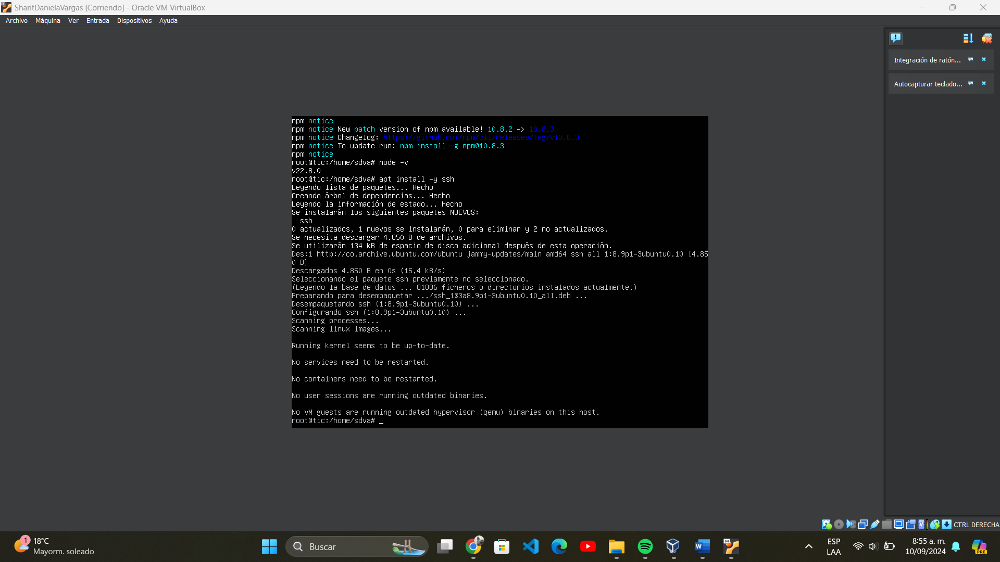 SharitDanielaVargas [Corriendo] - Oracle VM VirtualBox
Archivo Máquina Ver Entrada Dispositivos Ayuda
Integración de ratón...
Autocapturar teclado...
npm notice
npm notice New patch version of npm available! 10.8.2 -> 10.8.3
npm notice Changelog: https://github.com/npm/cli/releases/tag/v10.8.3
npm notice To update run: npm install -g npm@10.8.3
npm notice
root@tic:/home/sdva# node -v
v22.8.0
root@tic:/home/sdva# apt install -y ssh
Leyendo lista de paquetes... Hecho
Creando árbol de dependencias... Hecho
Leyendo la información de estado... Hecho
Se instalarán los siguientes paquetes NUEVOS:
ssh
0 actualizados, 1 nuevos se instalarán, 0 para eliminar y 2 no actualizados.
Se necesita descargar 4.850 B de archivos.
Se utilizarán 134 kB de espacio de disco adicional después de esta operación.
Des:1 http://co.archive.ubuntu.com/ubuntu jammy-updates/main amd64 ssh all 1:8.9p1-3ubuntu0.10 [4.85
0 B]
Descargados 4.850 B en 0s (15,4 kB/s)
Seleccionando el paquete ssh previamente no seleccionado.
(Leyendo la base de datos ... 81886 ficheros o directorios instalados actualmente.)
Preparando para desempaquetar .../ssh_1%3a8.9p1-3ubuntu0.10_all.deb ...
Desempaquetando ssh (1:8.9p1-3ubuntu0.10) ...
Configurando ssh (1:8.9p1-3ubuntu0.10) ...
Scanning processes...
Scanning linux images...
Running kernel seems to be up-to-date.
No services need to be restarted.
No containers need to be restarted.
No user sessions are running outdated binaries.
No VM guests are running outdated hypervisor (qemu) binaries on this host.
root@tic:/home/sdva# _
CTRL DERECHA
1
18°C
Mayorm. soleado
Buscar
ESP
LAA
8:55 a. m.
10/09/2024
PRE